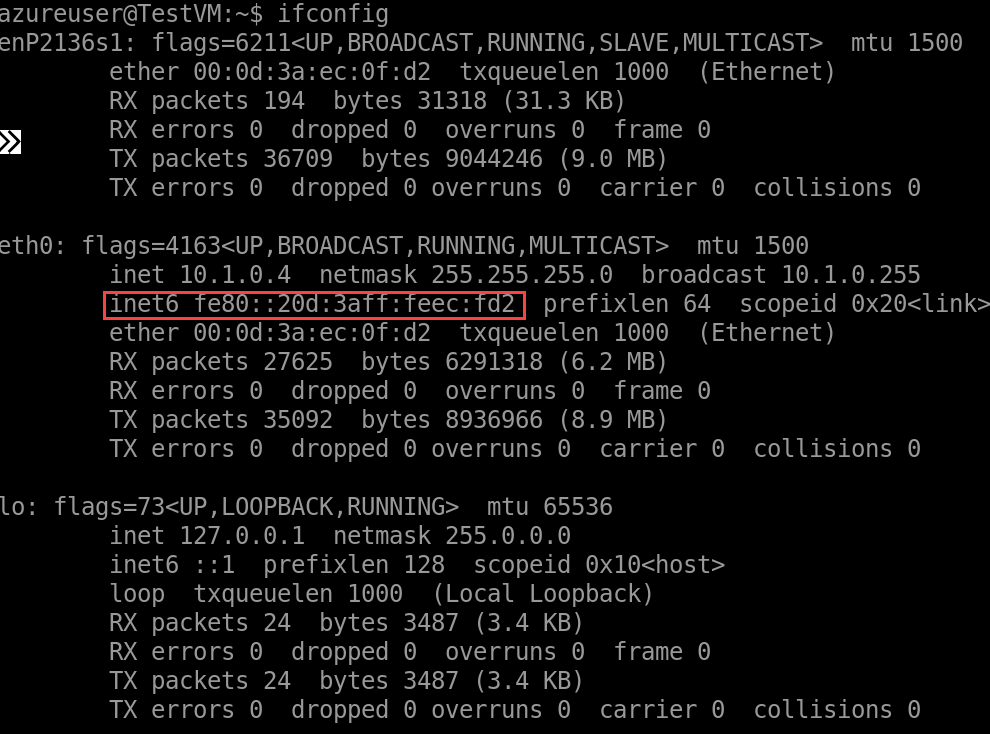 azureuser@TestVM:~$ ifconfig
enP2136s1: flags=6211<UP,BROADCAST,RUNNING,SLAVE,MULTICAST>  mtu 1500
        ether 00:0d:3a:ec:0f:d2  txqueuelen 1000  (Ethernet)
        RX packets 194  bytes 31318 (31.3 KB)
        RX errors 0  dropped 0  overruns 0  frame 0
        TX packets 36709  bytes 9044246 (9.0 MB)
        TX errors 0  dropped 0 overruns 0  carrier 0  collisions 0

eth0: flags=4163<UP,BROADCAST,RUNNING,MULTICAST>  mtu 1500
        inet 10.1.0.4  netmask 255.255.255.0  broadcast 10.1.0.255
        inet6 fe80::20d:3aff:feec:fd2  prefixlen 64  scopeid 0x20<link>
        ether 00:0d:3a:ec:0f:d2  txqueuelen 1000  (Ethernet)
        RX packets 27625  bytes 6291318 (6.2 MB)
        RX errors 0  dropped 0  overruns 0  frame 0
        TX packets 35092  bytes 8936966 (8.9 MB)
        TX errors 0  dropped 0 overruns 0  carrier 0  collisions 0

lo: flags=73<UP,LOOPBACK,RUNNING>  mtu 65536
        inet 127.0.0.1  netmask 255.0.0.0
        inet6 ::1  prefixlen 128  scopeid 0x10<host>
        loop  txqueuelen 1000  (Local Loopback)
        RX packets 24  bytes 3487 (3.4 KB)
        RX errors 0  dropped 0  overruns 0  frame 0
        TX packets 24  bytes 3487 (3.4 KB)
        TX errors 0  dropped 0 overruns 0  carrier 0  collisions 0